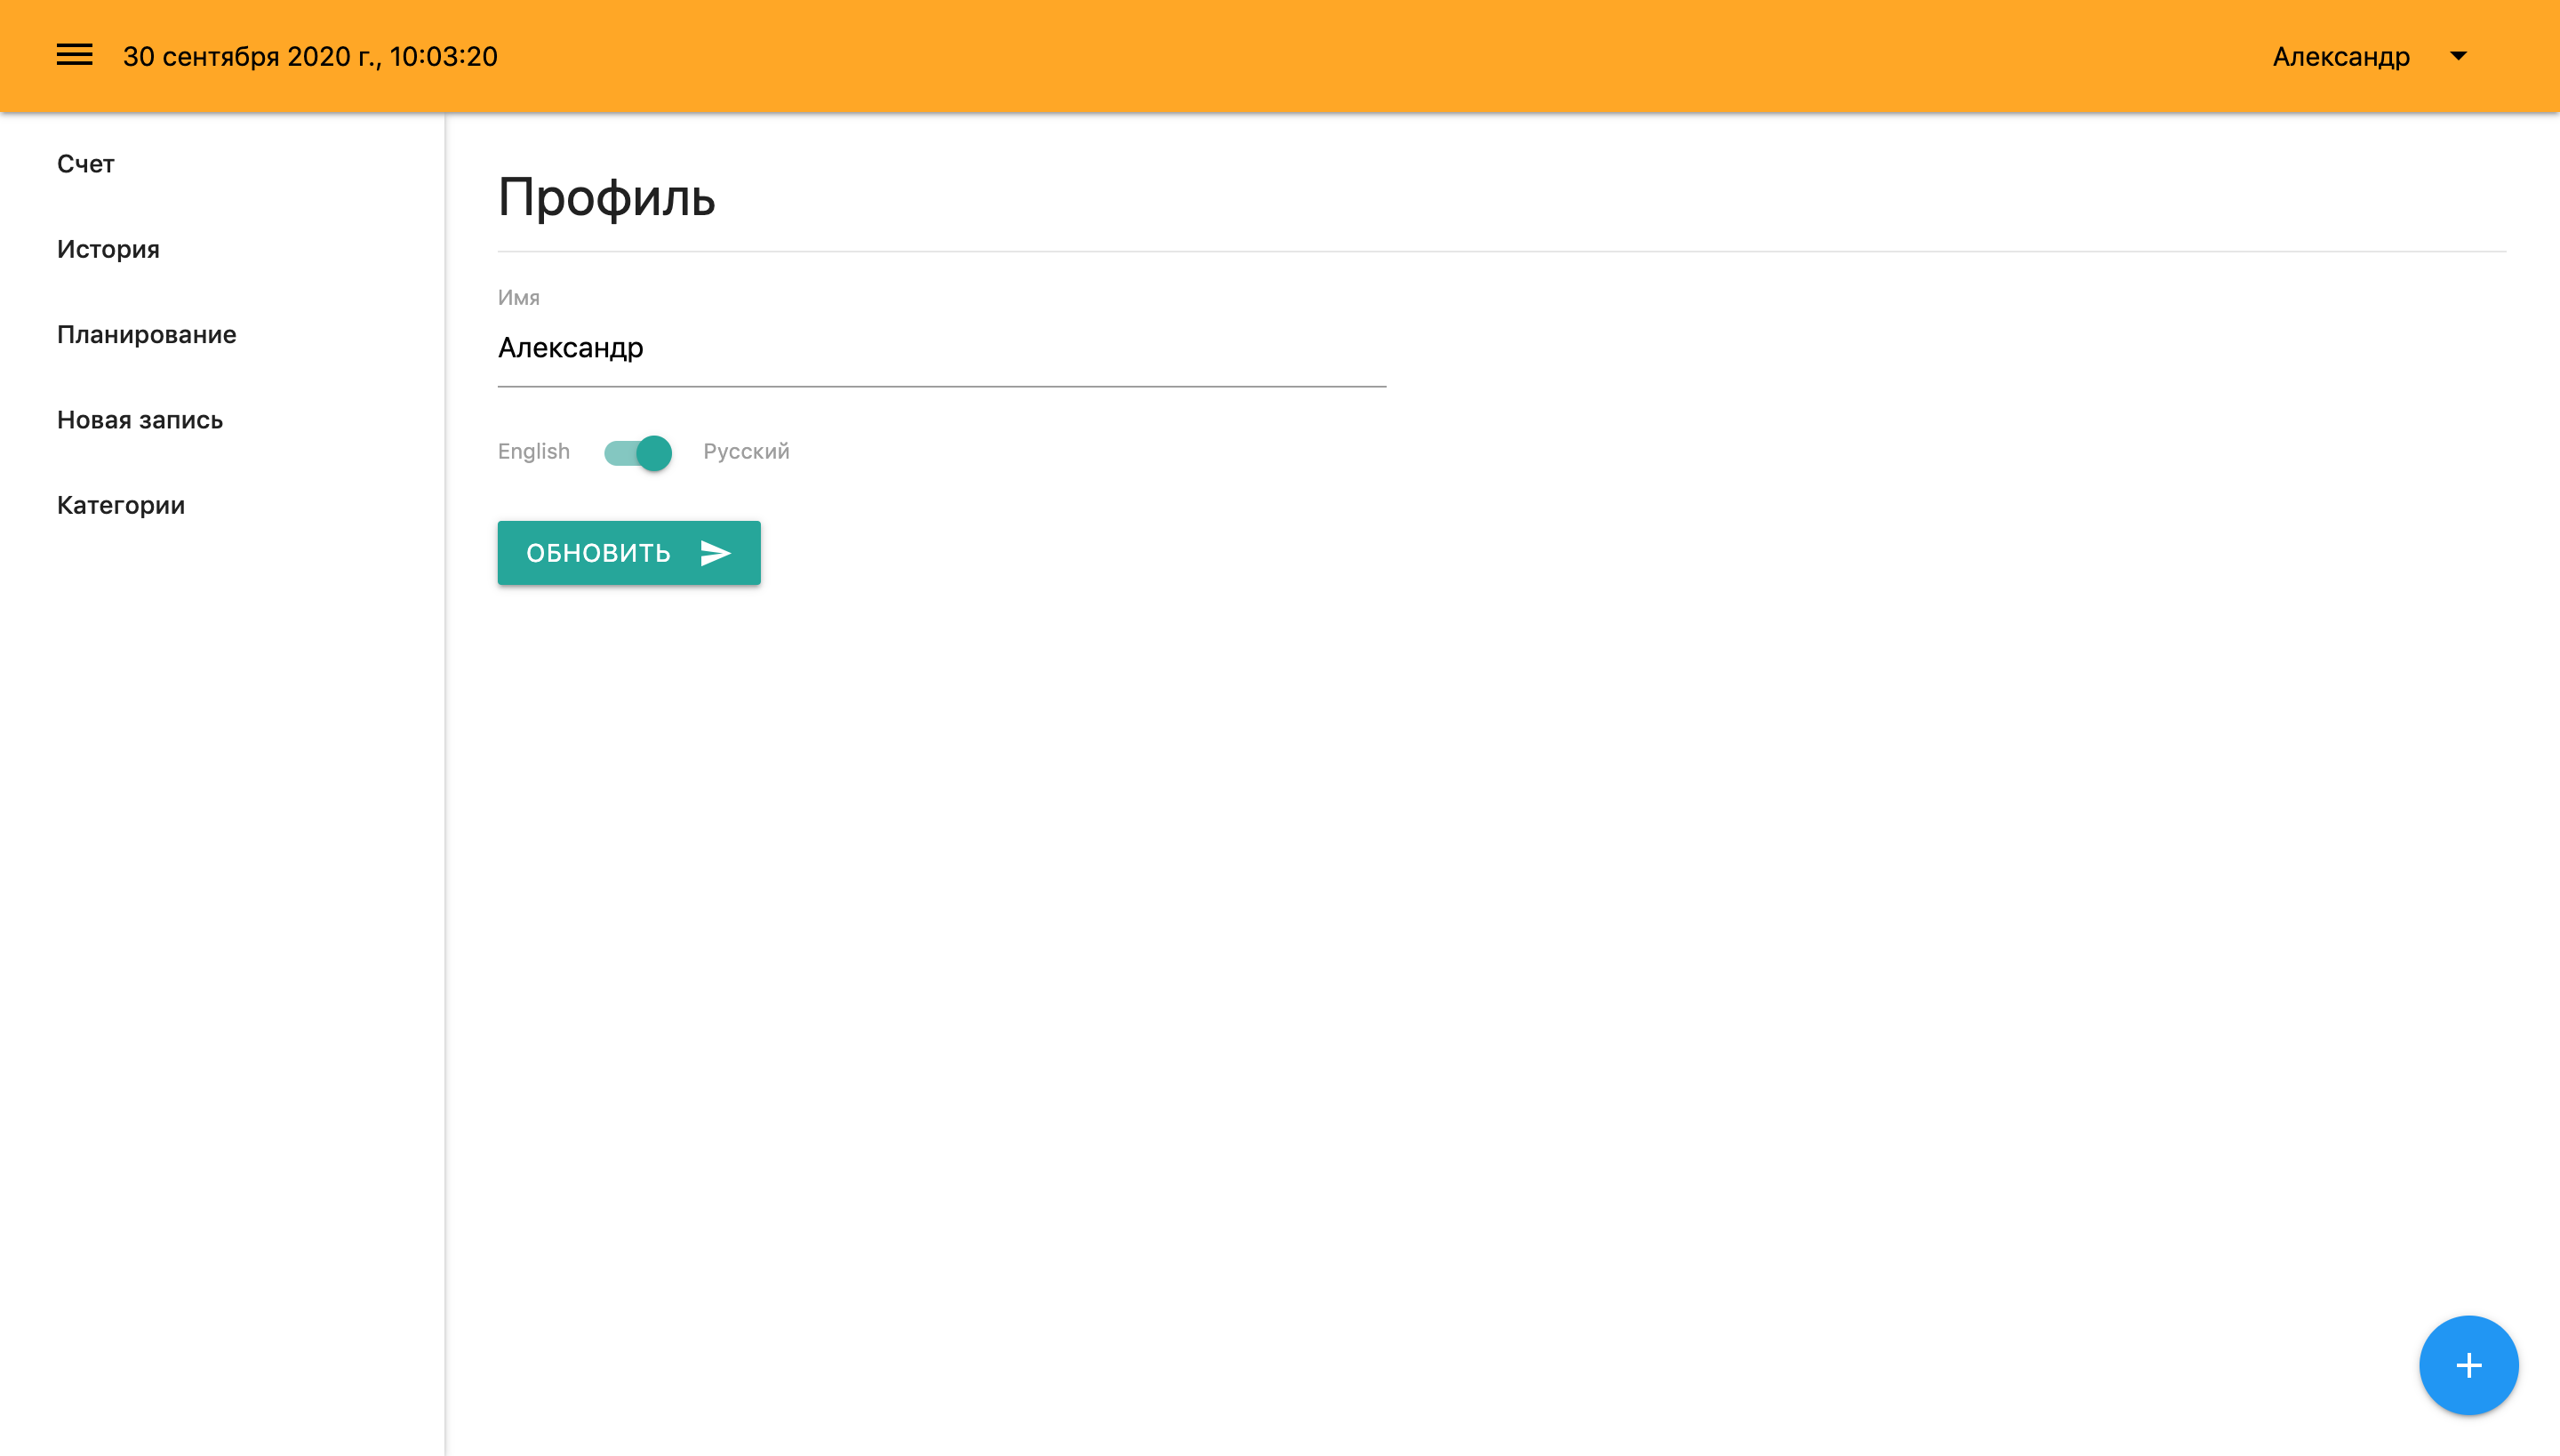 30 сентября 2020 г., 10:03:20
Александр
Счет
История
Планирование
Новая запись
Категории
Профиль
Имя
Александр
English Русский
ОБНОВИТЬ